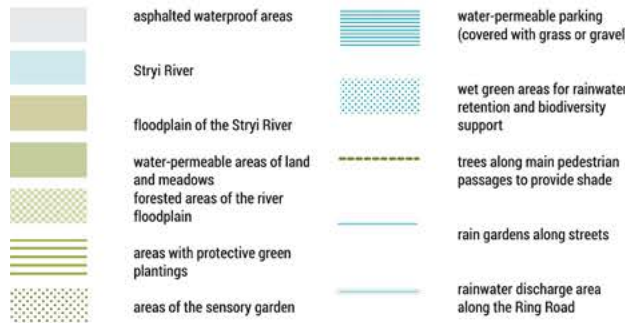 asphalted waterproof areas
Stryi River
floodplain of the Stryi River
water-permeable areas of land
and meadows
forested areas of the river
floodplain
areas with protective green
plantings
areas of the sensory garden
water-permeable parking
(covered with grass or gravel)
wet green areas for rainwater
retention and biodiversity
support
trees along main pedestrian
passages to provide shade
rain gardens along streets
rainwater discharge area
along the Ring Road